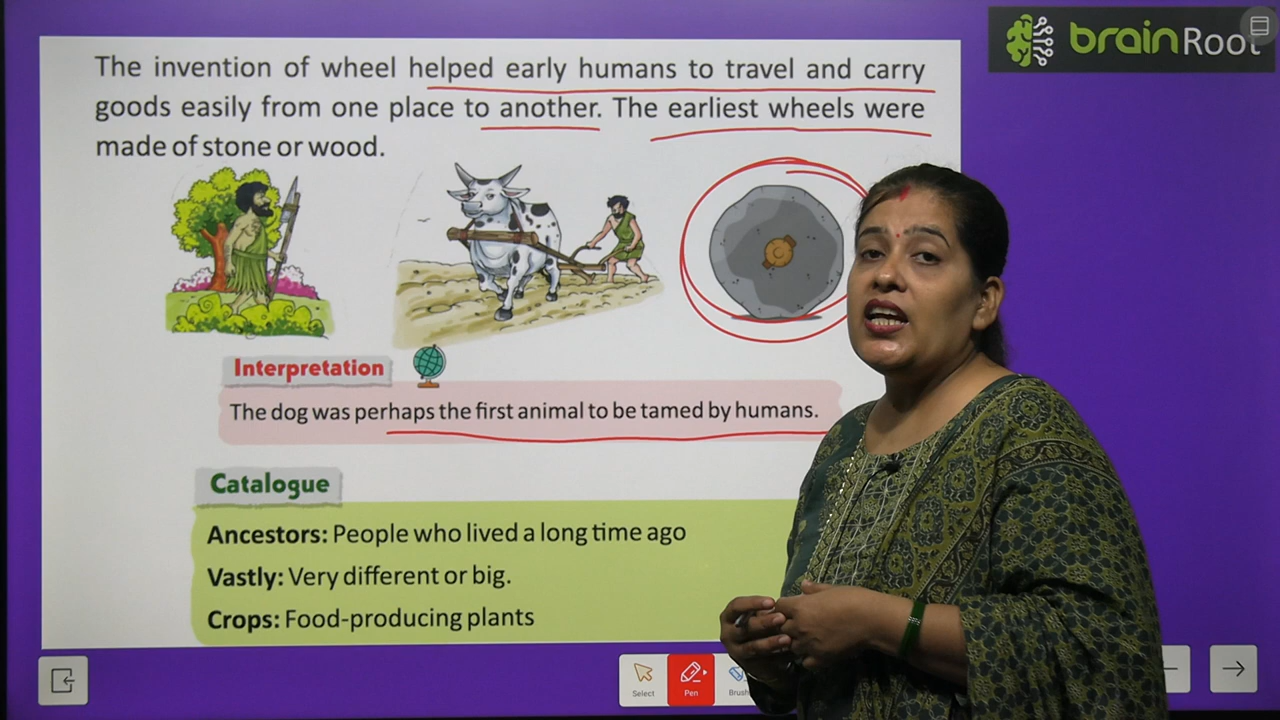 brainRoot
The invention of wheel helped early humans to travel and carry
goods easily from one place to another. The earliest wheels were
made of stone or wood.
Interpretation
The dog was perhaps the first animal to be tamed by humans.
Catalogue
Ancestors: People who lived a long time ago
Vastly: Very different or big.
Crops: Food-producing plants
Select Pen Brush